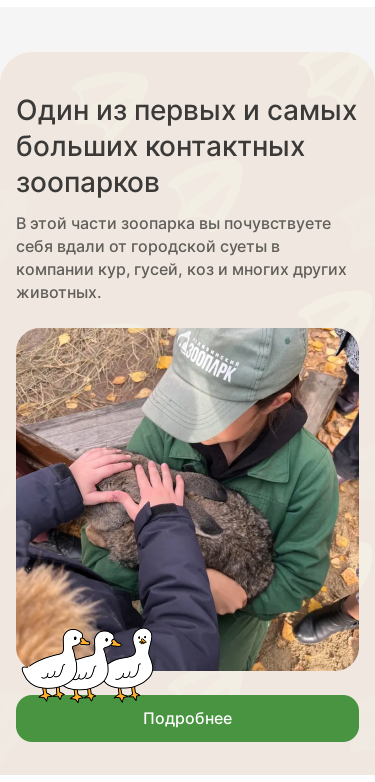 Один из первых и самых
больших контактных
зоопарков
В этой части зоопарка вы почувствуете
себя вдали от городской суеты в
компании кур, гусей, коз и многих других
животных.
ЗООПАРК
Подробнее